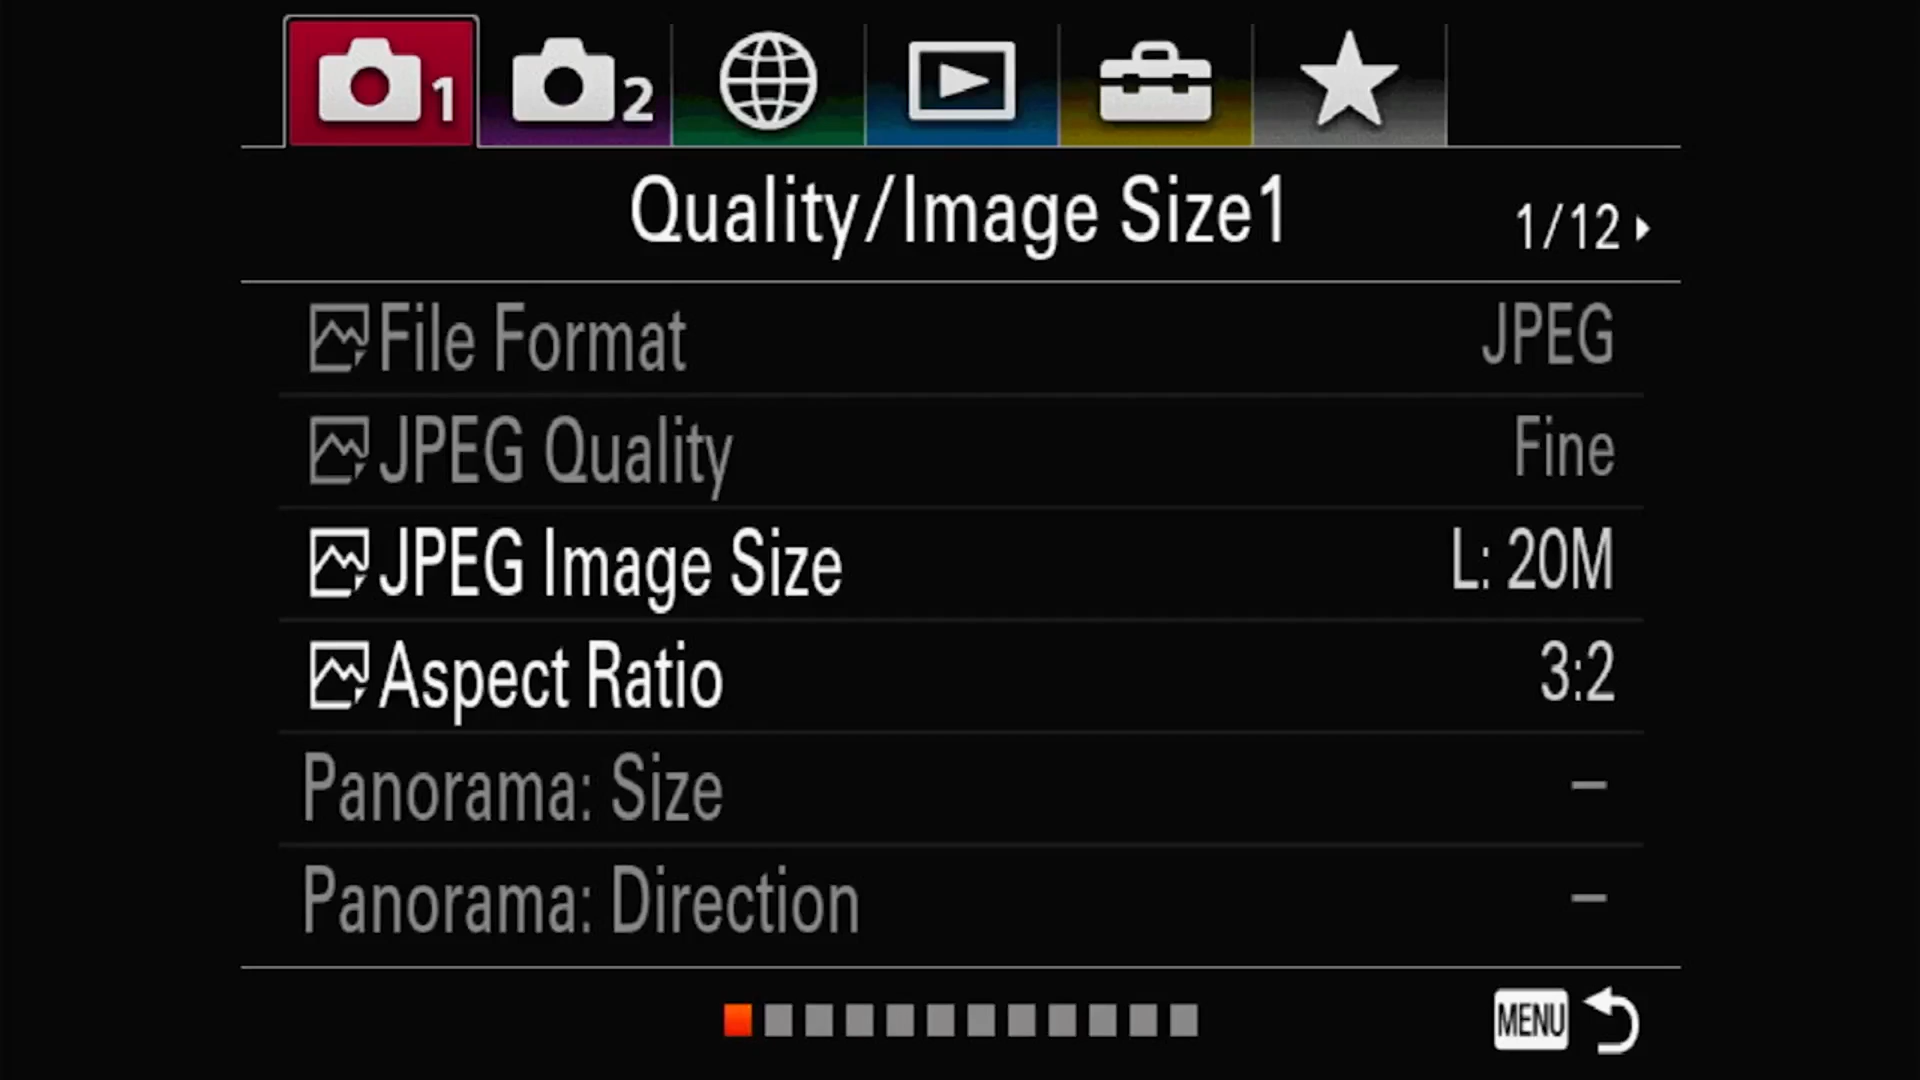 1 2
Quality/Image Size1 1/12
File Format JPEG
JPEG Quality Fine
JPEG Image Size L: 20M
Aspect Ratio 3:2
Panorama: Size –
Panorama: Direction –
MENU